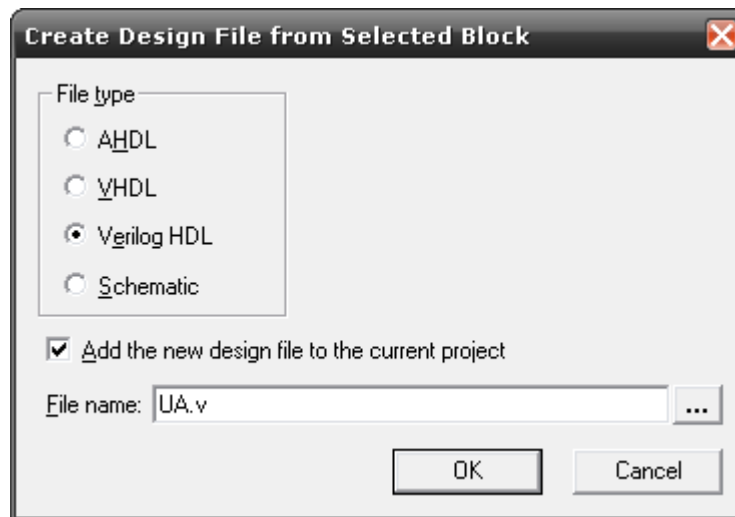 Create Design File from Selected Block
File type
AHDL
VHDL
Verilog HDL
Schematic
Add the new design file to the current project
File name: UA.v ...
OK Cancel